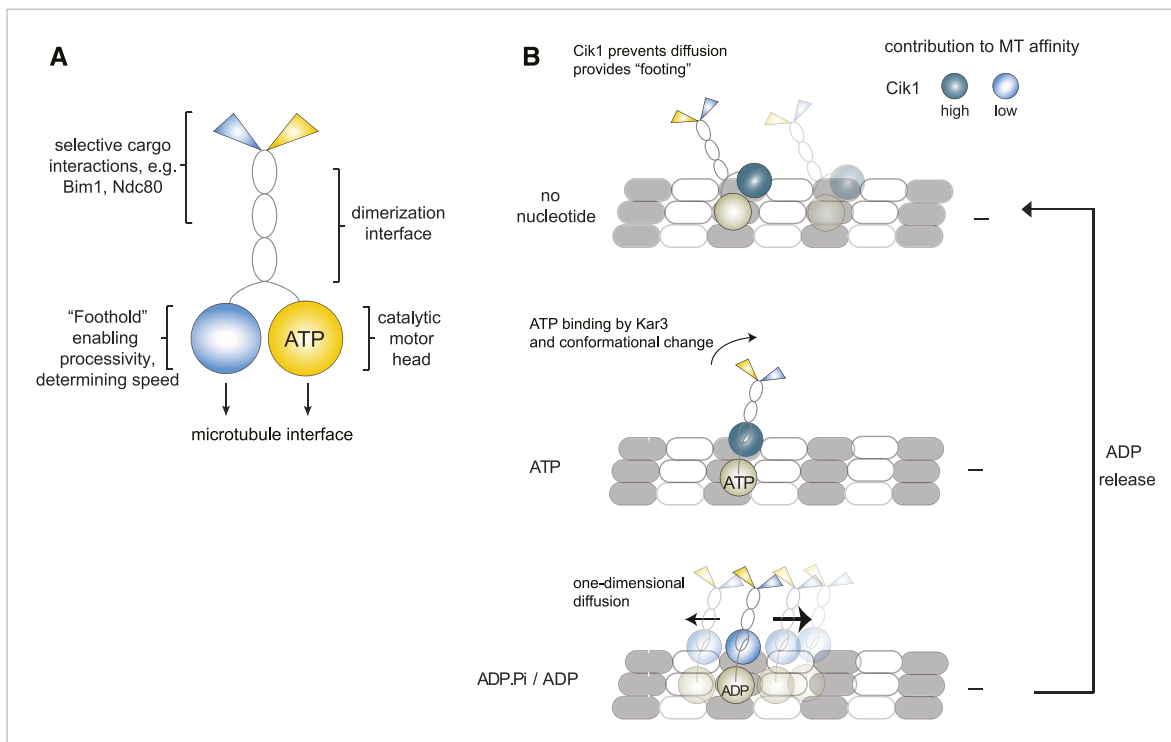 A
selective cargo
interactions, e.g.
Bim1, Ndc80
dimerization
interface
"Foothold"
enabling
processivity,
determining speed
ATP
catalytic
motor
head
microtubule interface
B
Cik1 prevents diffusion
provides "footing"
contribution to MT affinity
Cik1
high
low
no
nucleotide
–
ATP binding by Kar3
and conformational change
ATP
ATP
–
ADP
release
one-dimensional
diffusion
ADP.Pi / ADP
ADP
–